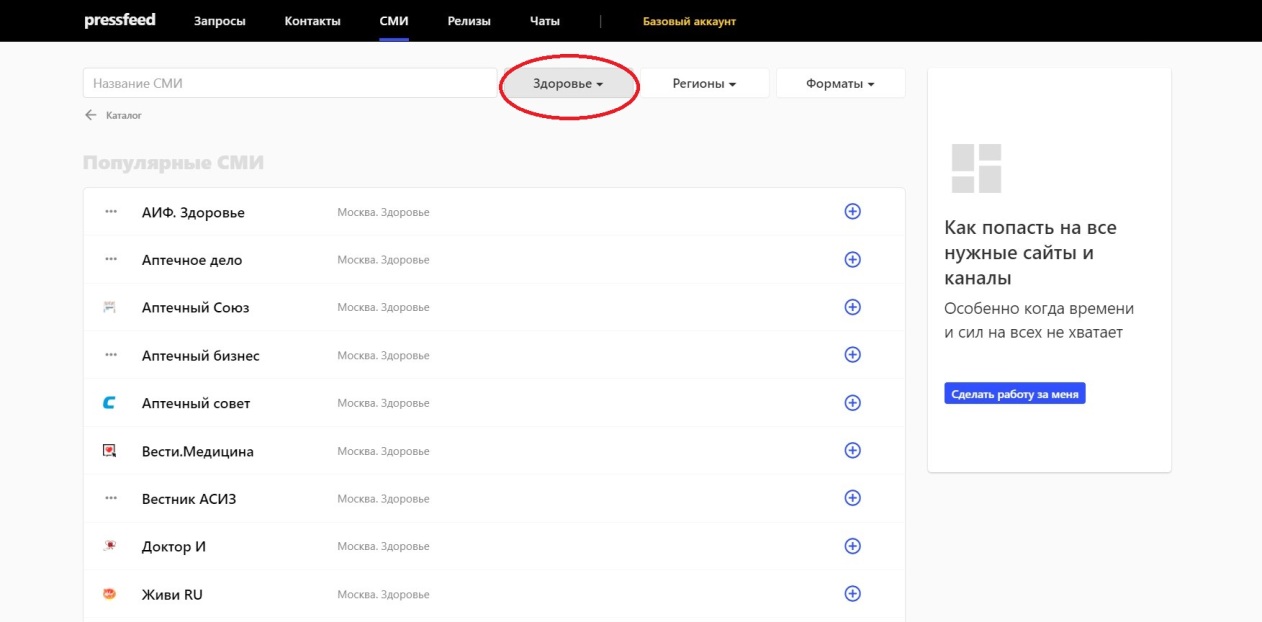 pressfeed Запросы Контакты СМИ Релизы Чаты | Базовый аккаунт
Название СМИ Здоровье Регионы Форматы
Каталог
Популярные СМИ
АИФ. Здоровье Москва. Здоровье
Аптечное дело Москва. Здоровье
Аптечный Союз Москва. Здоровье
Аптечный бизнес Москва. Здоровье
Аптечный совет Москва. Здоровье
Вести.Медицина Москва. Здоровье
Вестник АСИЗ Москва. Здоровье
Доктор И Москва. Здоровье
Живи RU Москва. Здоровье
Как попасть на все
нужные сайты и
каналы
Особенно когда времени
и сил на всех не хватает
Сделать работу за меня